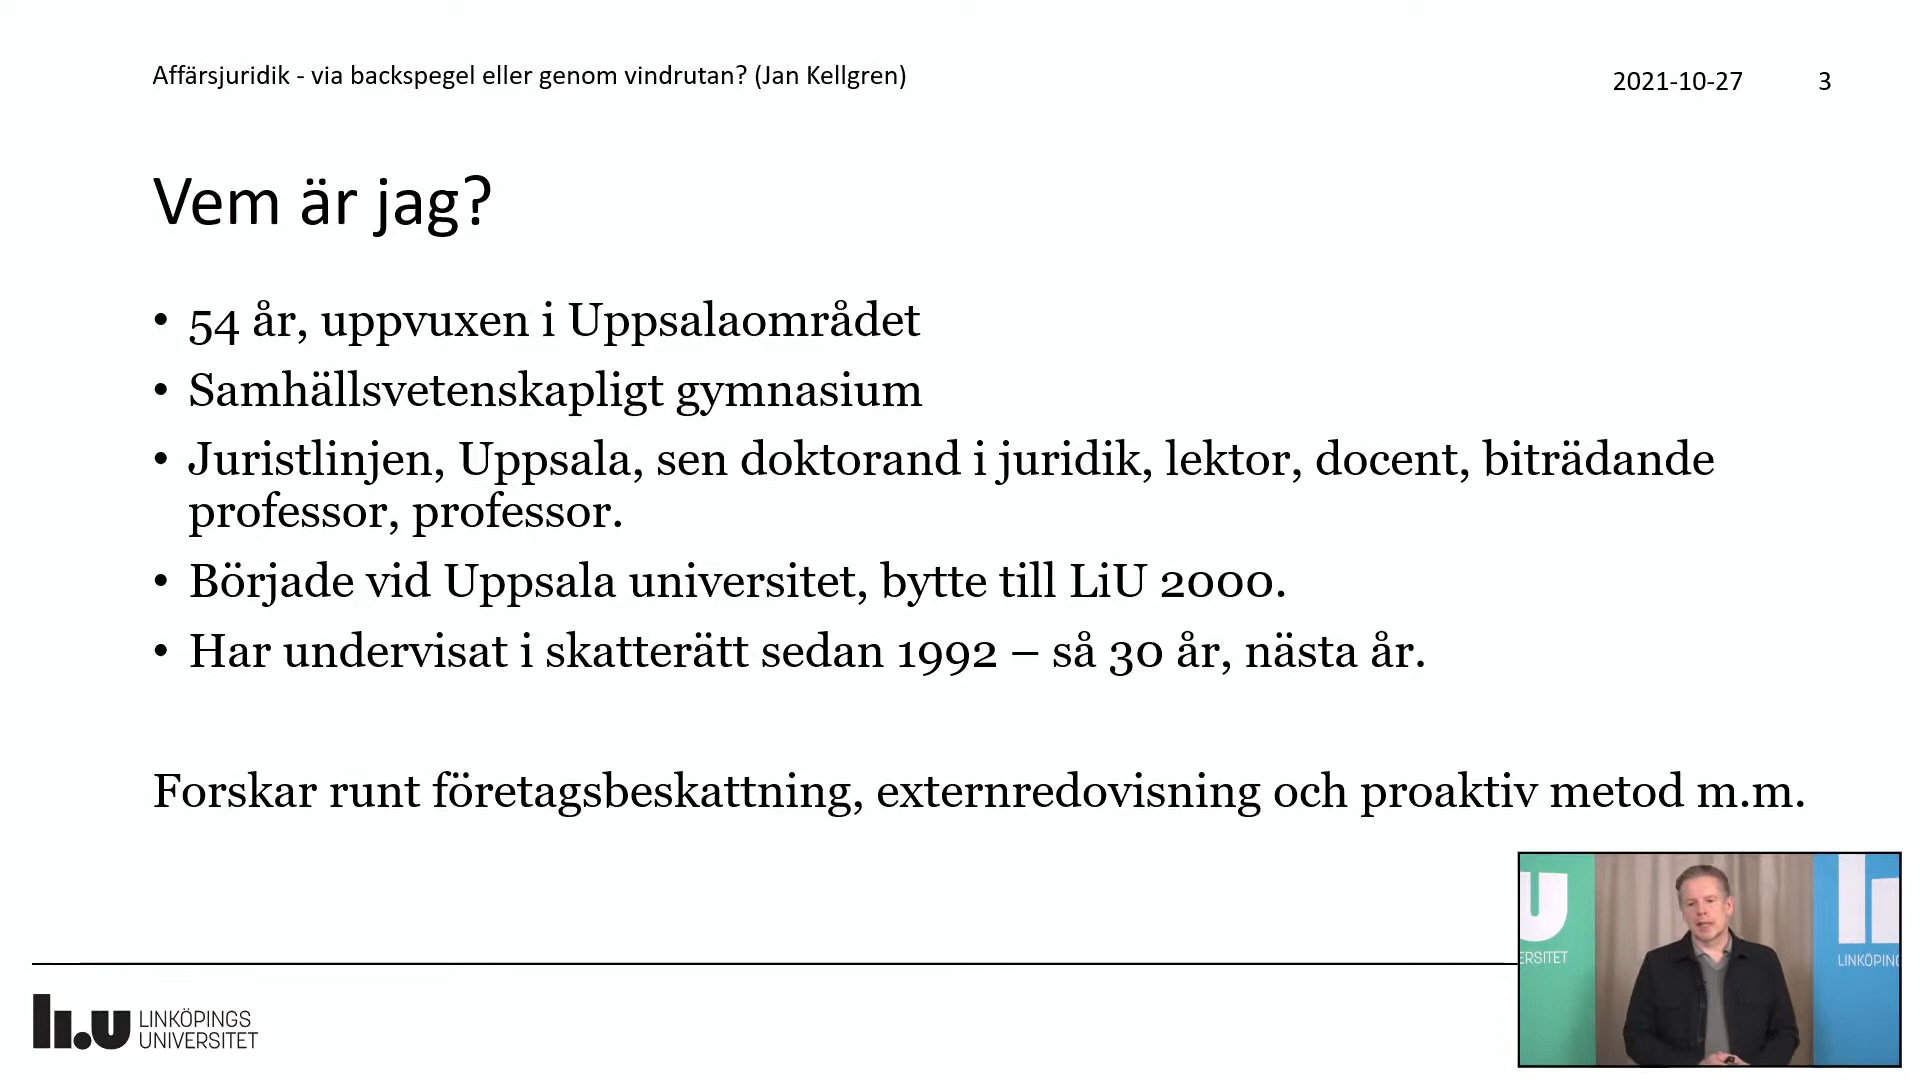 Affärsjuridik - via backspegel eller genom vindrutan? (Jan Kellgren)
2021-10-27
3
Vem är jag?
• 54 år, uppvuxen i Uppsalaområdet
• Samhällsvetenskapligt gymnasium
• Juristlinjen, Uppsala, sen doktorand i juridik, lektor, docent, biträdande
professor, professor.
• Började vid Uppsala universitet, bytte till LiU 2000.
• Har undervisat i skatterätt sedan 1992 – så 30 år, nästa år.
Forskar runt företagsbeskattning, externredovisning och proaktiv metod m.m.
U
ERSITET
LINKÖPING
li.u
LINKÖPINGS
UNIVERSITET